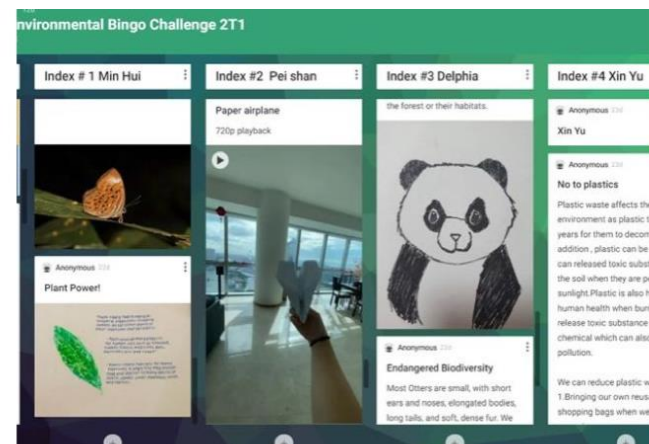 nvironmental Bingo Challenge 2T1
Index # 1 Min Hui
Anonymous 23d
Plant Power!
Index #2 Pei shan
Paper airplane
720p playback
Index #3 Delphia
the forest or their habitats.
Anonymous 23d
Endangered Biodiversity
Most Otters are small, with short
ears and noses, elongated bodies,
long tails, and soft, dense fur. We
Index #4 Xin Yu
Anonymous 23d
Xin Yu
Anonymous 23d
No to plastics
Plastic waste affects the
environment as plastic t
years for them to decom
addition , plastic can be
can released toxic subst
the soil when they are p
sunlight.Plastic is also h
human health when bur
release toxic substance
chemical which can also
pollution.
We can reduce plastic w
1.Bringing our own reus
shopping bags when we